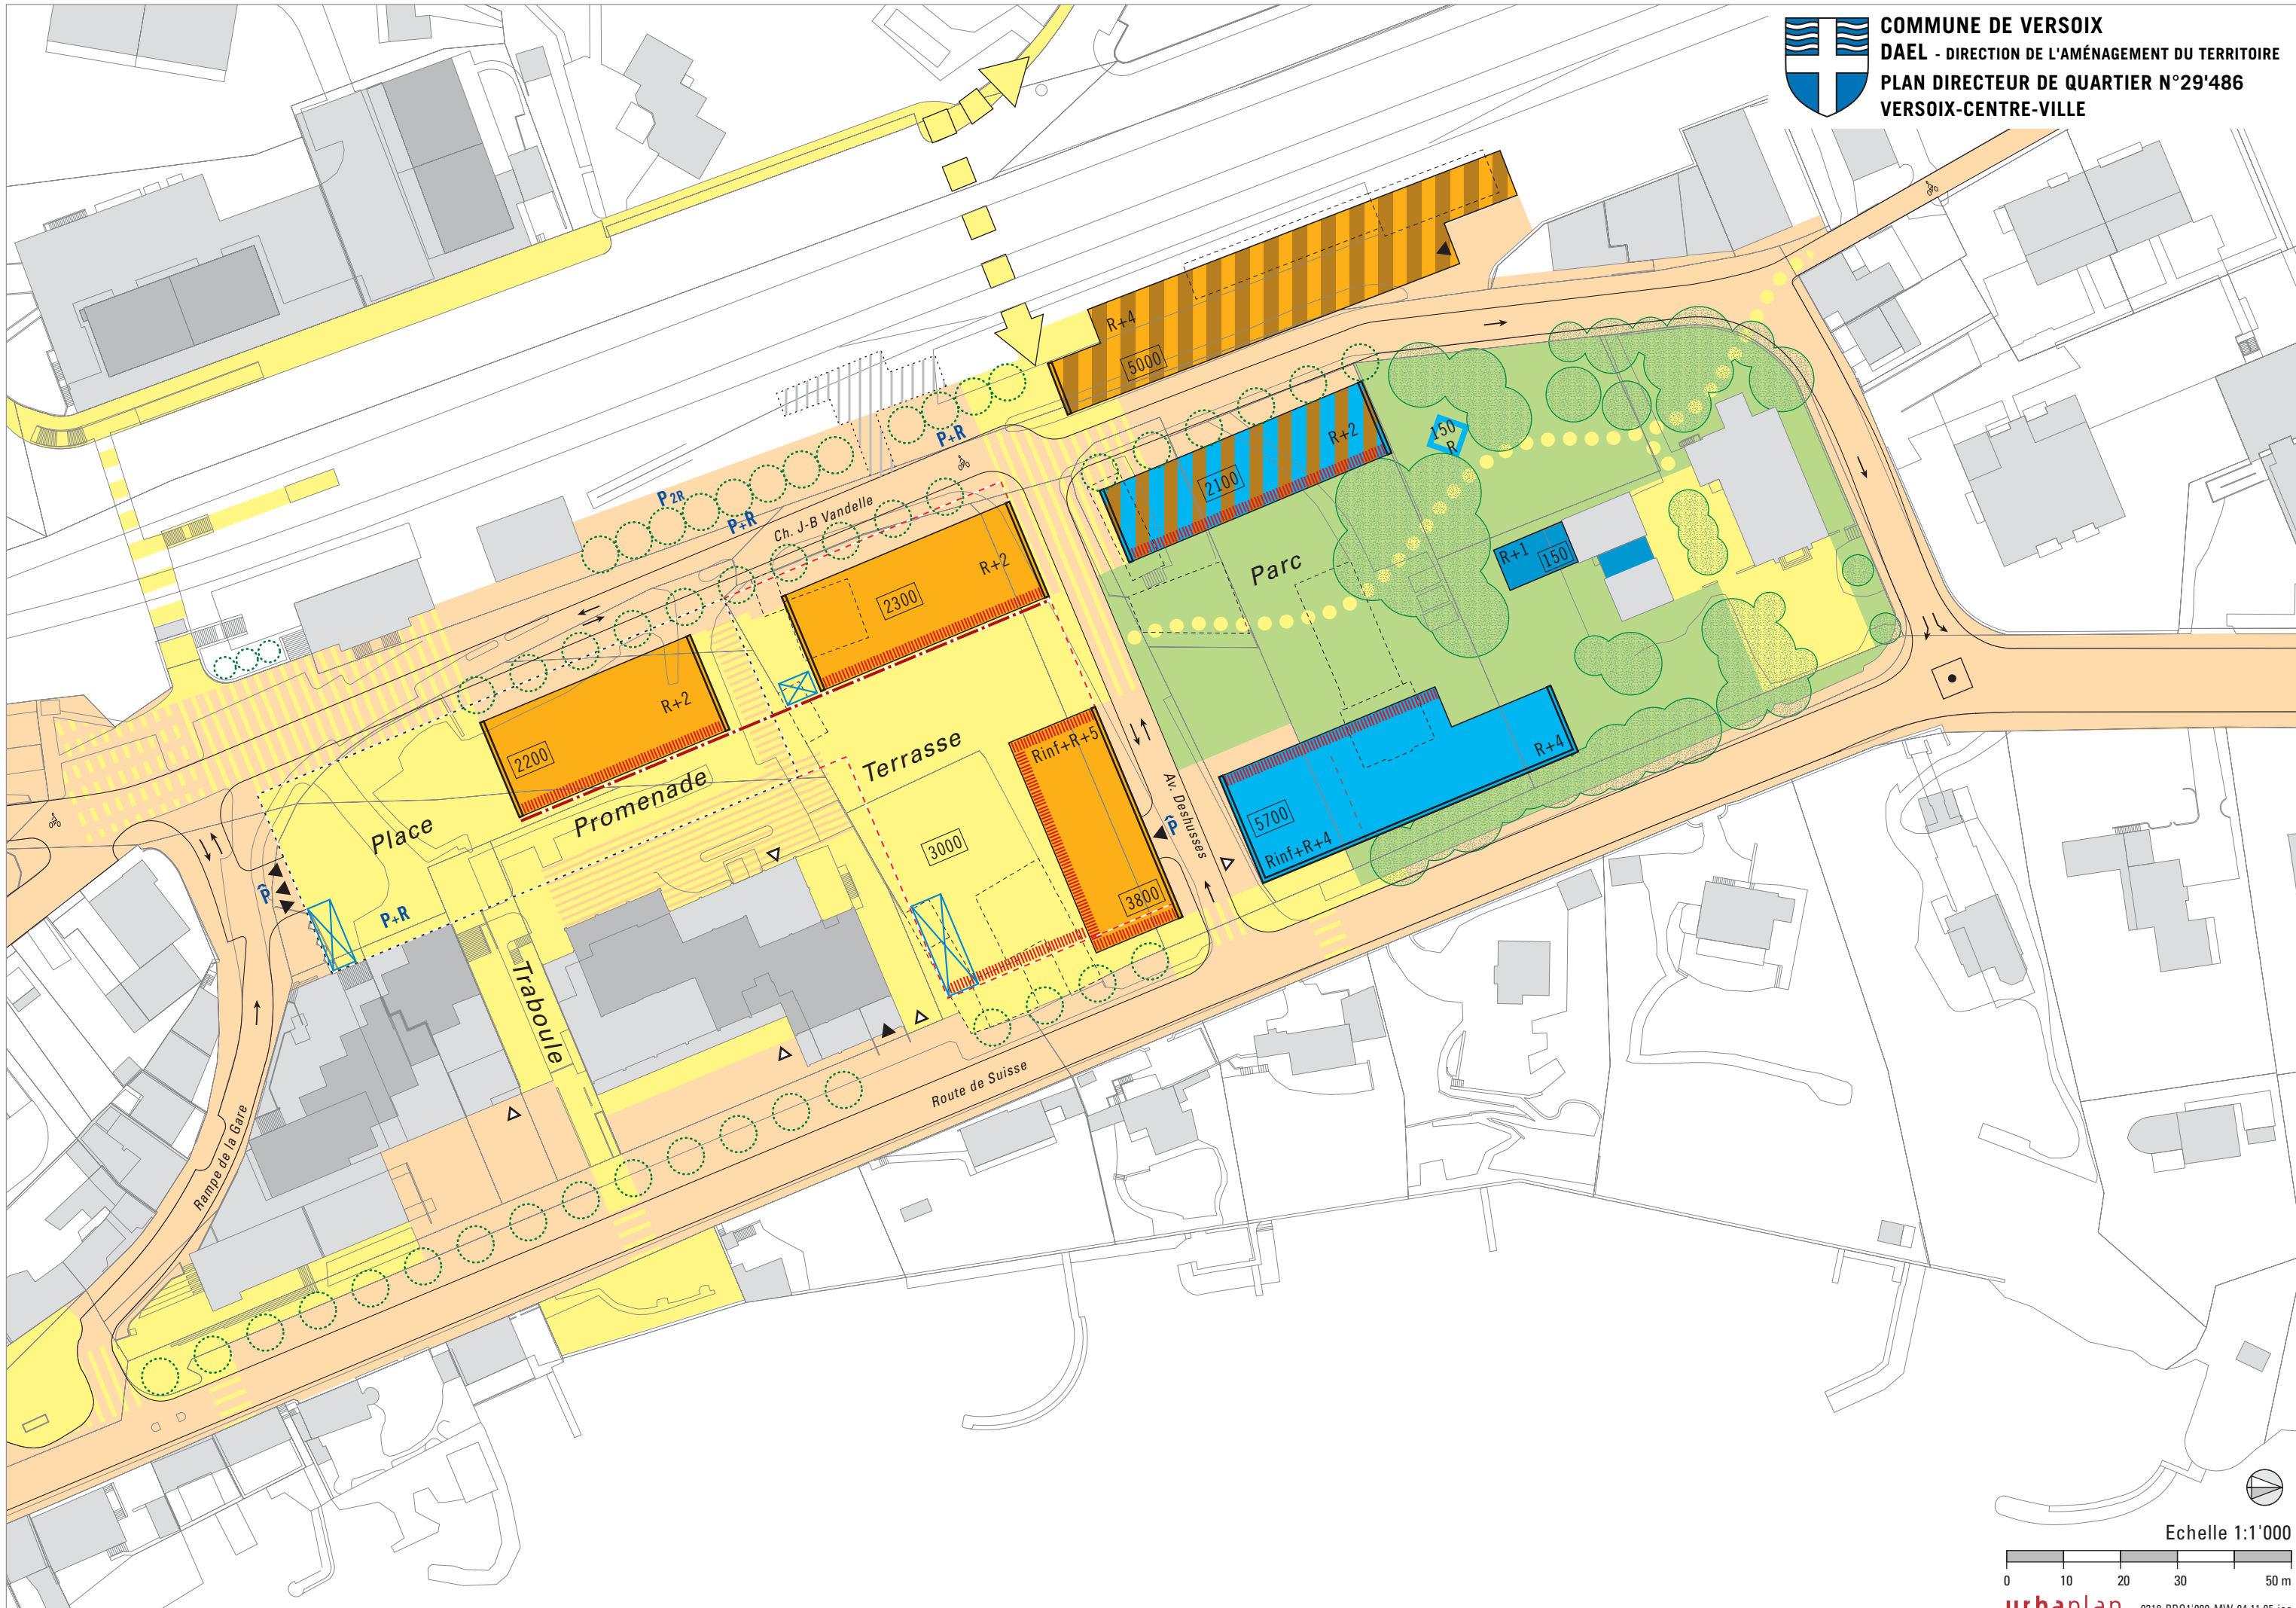 COMMUNE DE VERSOIX
DAEL - DIRECTION DE L'AMÉNAGEMENT DU TERRITOIRE
PLAN DIRECTEUR DE QUARTIER N°29'486
VERSOIX-CENTRE-VILLE
R+4
5000
R+2
2100
150
R
P+R
P2R
P+R
Ch. J-B Vandelle
Parc
R+1
150
R+2
2300
R+2
2200
Rinf+R+5
Terrasse
Promenade
Place
R+4
5700
Rinf+R+4
Av. Deshusses
P
3000
3800
P
P+R
Traboule
Route de Suisse
Rampe de la Gare
Echelle 1:1'000
0 10 20 30 50 m
urbaplan